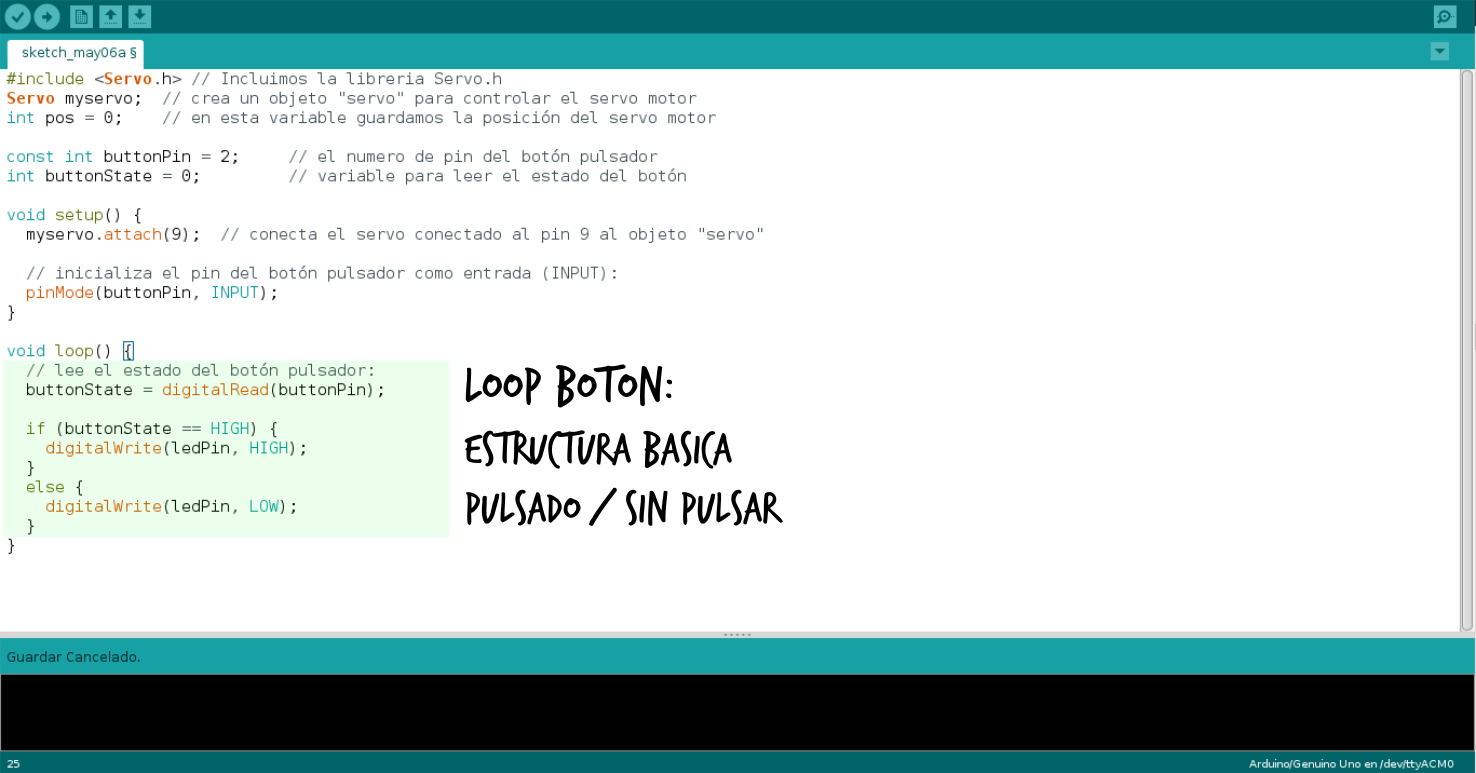 sketch_may06a §
#include <Servo.h> // Incluimos la libreria Servo.h
Servo myservo;  // crea un objeto "servo" para controlar el servo motor
int pos = 0;    // en esta variable guardamos la posición del servo motor
const int buttonPin = 2;     // el numero de pin del botón pulsador
int buttonState = 0;         // variable para leer el estado del botón
void setup() {
  myservo.attach(9);  // conecta el servo conectado al pin 9 al objeto "servo"
  // inicializa el pin del botón pulsador como entrada (INPUT):
  pinMode(buttonPin, INPUT);
}
void loop() {
  // lee el estado del botón pulsador:
  buttonState = digitalRead(buttonPin);
  if (buttonState == HIGH) {
    digitalWrite(ledPin, HIGH);
  }
  else {
    digitalWrite(ledPin, LOW);
  }
}
LOOP BOTON:
ESTRUCTURA BASICA
PULSADO / SIN PULSAR
Guardar Cancelado.
25
Arduino/Genuino Uno en /dev/ttyACM0